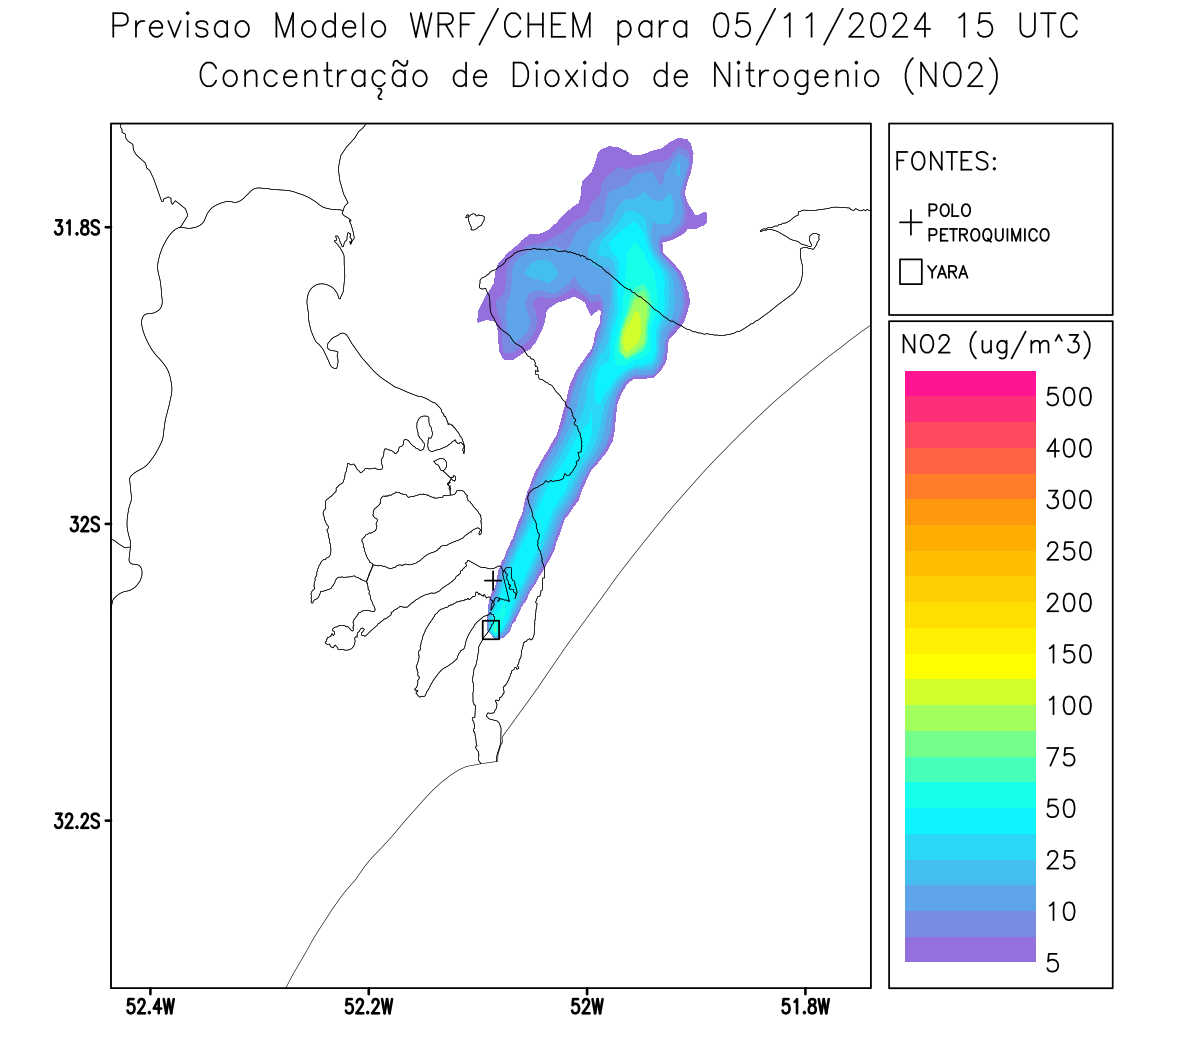 Previsao Modelo WRF/CHEM para 05/11/2024 15 UTC
Concentração de Dioxido de Nitrogenio (NO2)
FONTES:
POLO
PETROQUIMICO
YARA
NO2 (ug/m^3)
500
400
300
250
200
150
100
75
50
25
10
5
31.8S
32S
32.2S
52.4W
52.2W
52W
51.8W